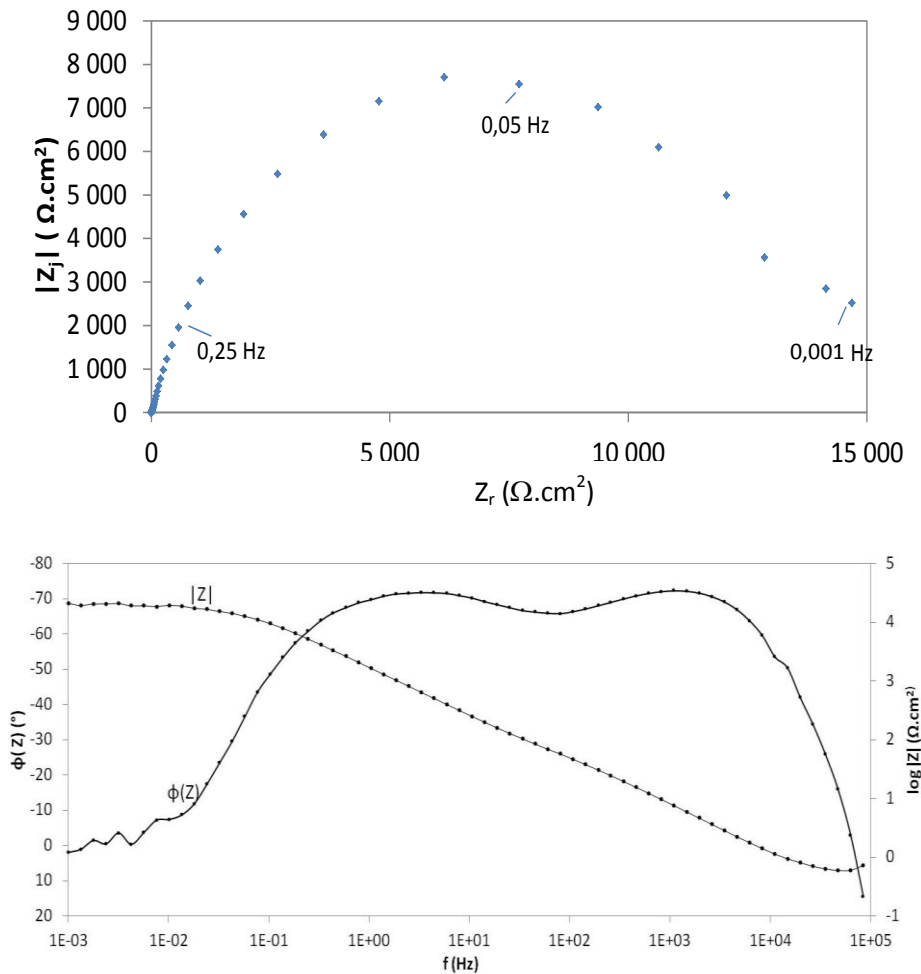 9 000
8 000
7 000
6 000
5 000
4 000
3 000
2 000
1 000
0
|Zj| ( Ω.cm²)
0,05 Hz
0,25 Hz
0,001 Hz
0 5 000 10 000 15 000
Zr (Ω.cm²)
-80 5
-70
-60 4
-50 3
-40
-30 2
-20 1
-10
0 0
10
20 -1
ϕ( Z) (°)
log |Z| (Ω.cm²)
|Z|
ϕ(Z)
1E-03 1E-02 1E-01 1E+00 1E+01 1E+02 1E+03 1E+04 1E+05
f (Hz)